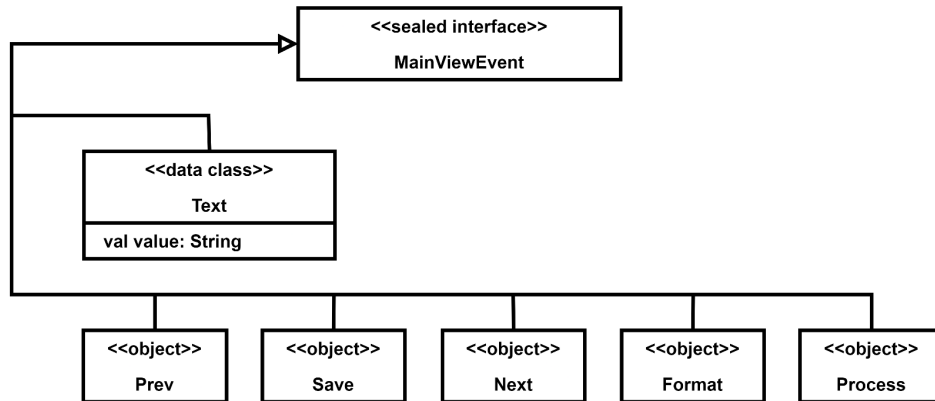 <<sealed interface>>
MainViewEvent
<<data class>>
Text
val value: String
<<object>>
Prev
<<object>>
Save
<<object>>
Next
<<object>>
Format
<<object>>
Process